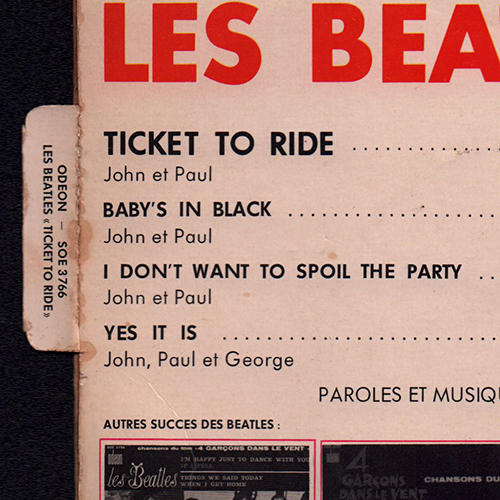 LES BEA
TICKET TO RIDE
John et Paul
BABY'S IN BLACK
John et Paul
I DON'T WANT TO SPOIL THE PARTY
John et Paul
YES IT IS
John, Paul et George
PAROLES ET MUSIQU
AUTRES SUCCES DES BEATLES :
ODEON — SOE 3766
LES BEATLES «TICKET TO RIDE»
chansons du film «4 GARÇONS DANS LE VENT»
I'M HAPPY JUST TO DANCE WITH YOU
les Beatles
THINGS WE SAID TODAY
WHEN I GET HOME
chansons du
4
GARÇONS